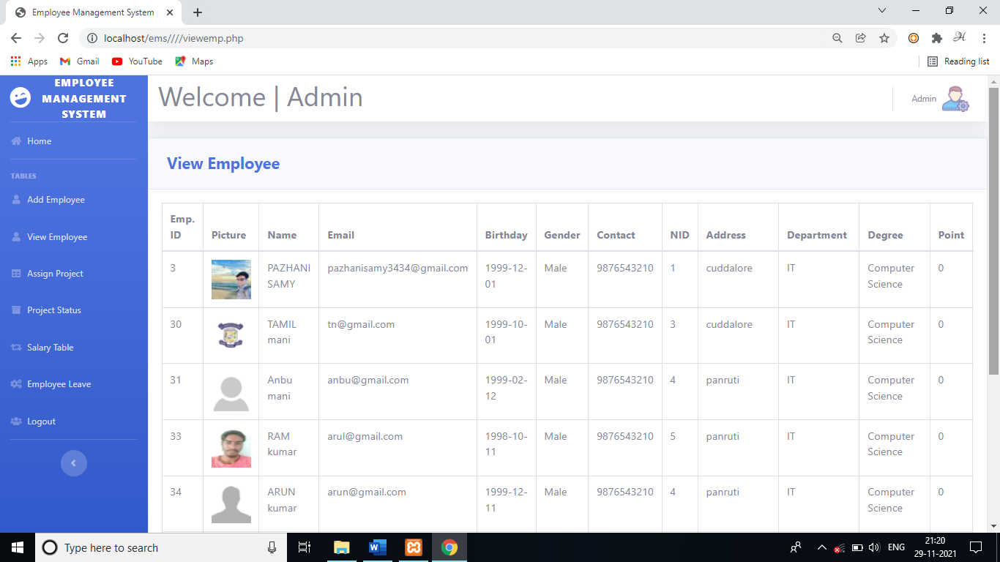 Employee Management System
localhost/ems////viewemp.php
Apps Gmail YouTube Maps Reading list
EMPLOYEE
MANAGEMENT
SYSTEM
Welcome | Admin
Admin
Home
TABLES
Add Employee
View Employee
Assign Project
Project Status
Salary Table
Employee Leave
Logout
View Employee
Emp. ID Picture Name Email Birthday Gender Contact NID Address Department Degree Point
3 PAZHANI pazhanisamy3434@gmail.com 1999-12- Male 9876543210 1 cuddalore IT Computer 0
SAMY 01 Science
30 TAMIL tn@gmail.com 1999-10- Male 9876543210 3 cuddalore IT Computer 0
mani 01 Science
31 Anbu anbu@gmail.com 1999-02- Male 9876543210 4 panruti IT Computer 0
mani 12 Science
33 RAM arul@gmail.com 1998-10- Male 9876543210 5 panruti IT Computer 0
kumar 11 Science
34 ARUN arun@gmail.com 1999-12- Male 9876543210 4 panruti IT Computer 0
kumar 11 Science
Type here to search
ENG
21:20
29-11-2021